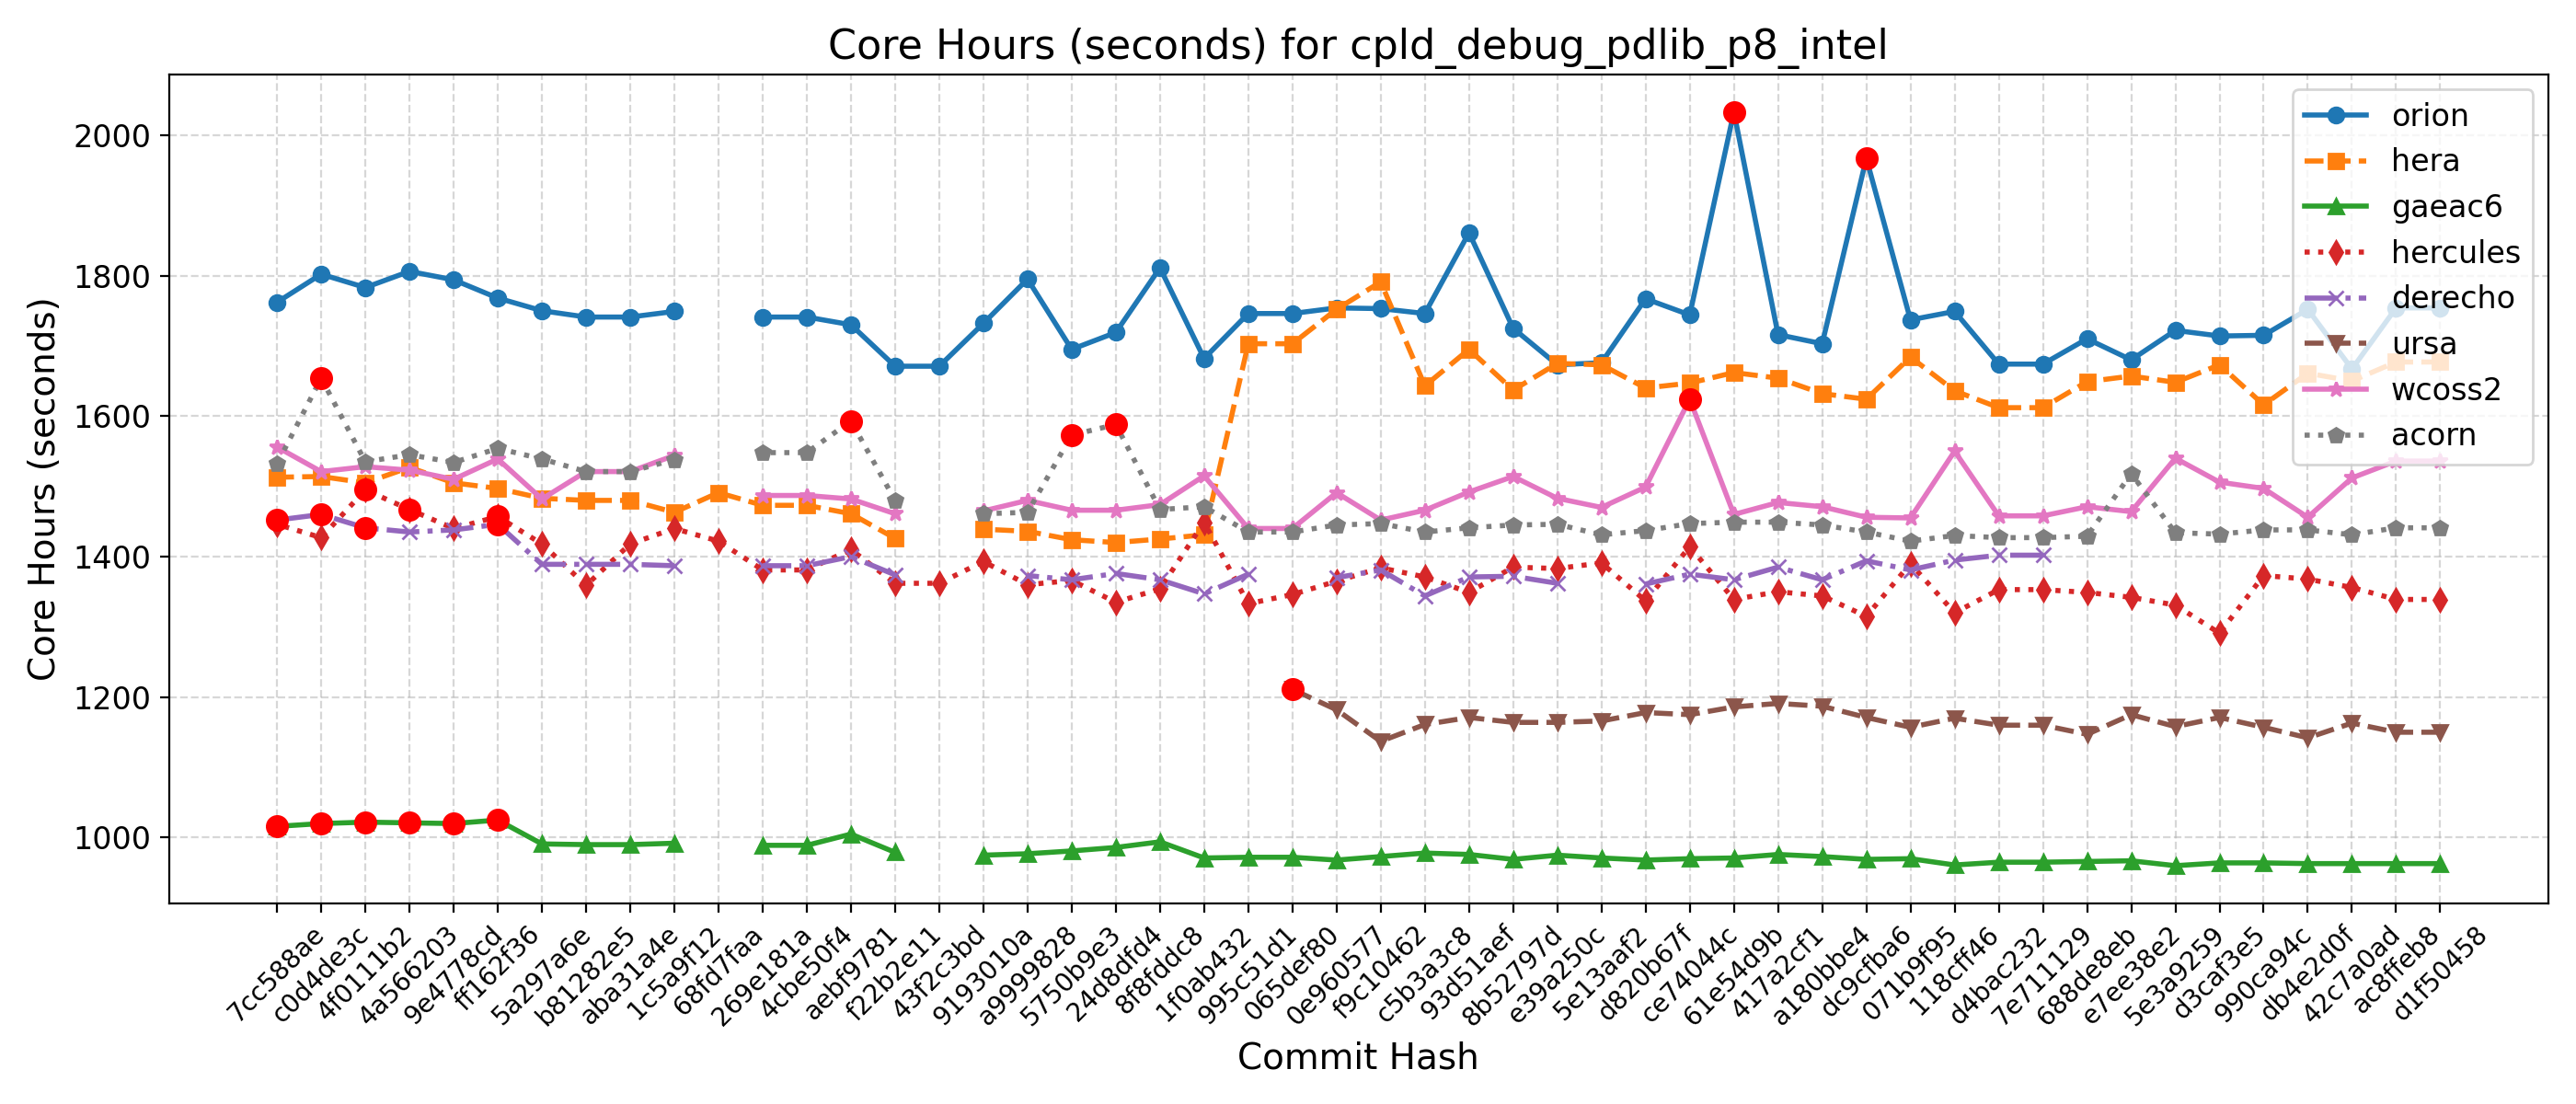 Core Hours (seconds) for cpld_debug_pdlib_p8_intel
Core Hours (seconds)
2000
1800
1600
1400
1200
1000
orion
hera
gaeac6
hercules
derecho
ursa
wcoss2
acorn
7cc588ae
c0d4de3c
4f0111b2
4a566203
9e4778cd
ff162f36
5a297a6e
b81282e5
aba31a4e
1c5a9f12
68fd7faa
269e181a
4cbe50f4
aebf9781
f22b2e11
43f2c3bd
9193010a
a9999828
5750b9e3
24d8dfd4
8f8fddc8
1f0ab432
995c51d1
065def80
0e960577
f9c10462
c5b3a3c8
93d51aef
8b52797d
e39a250c
5e13aaf2
d820b67f
ce74044c
61e54d9b
417a2cf1
a180bbe4
dc9cfba6
071b9f95
118cff46
d4bac232
7e711129
688de8eb
e7ee38e2
5e3a9259
d3caf3e5
990ca94c
db4e2d0f
42c7a0ad
ac8ffeb8
d1f50458
Commit Hash